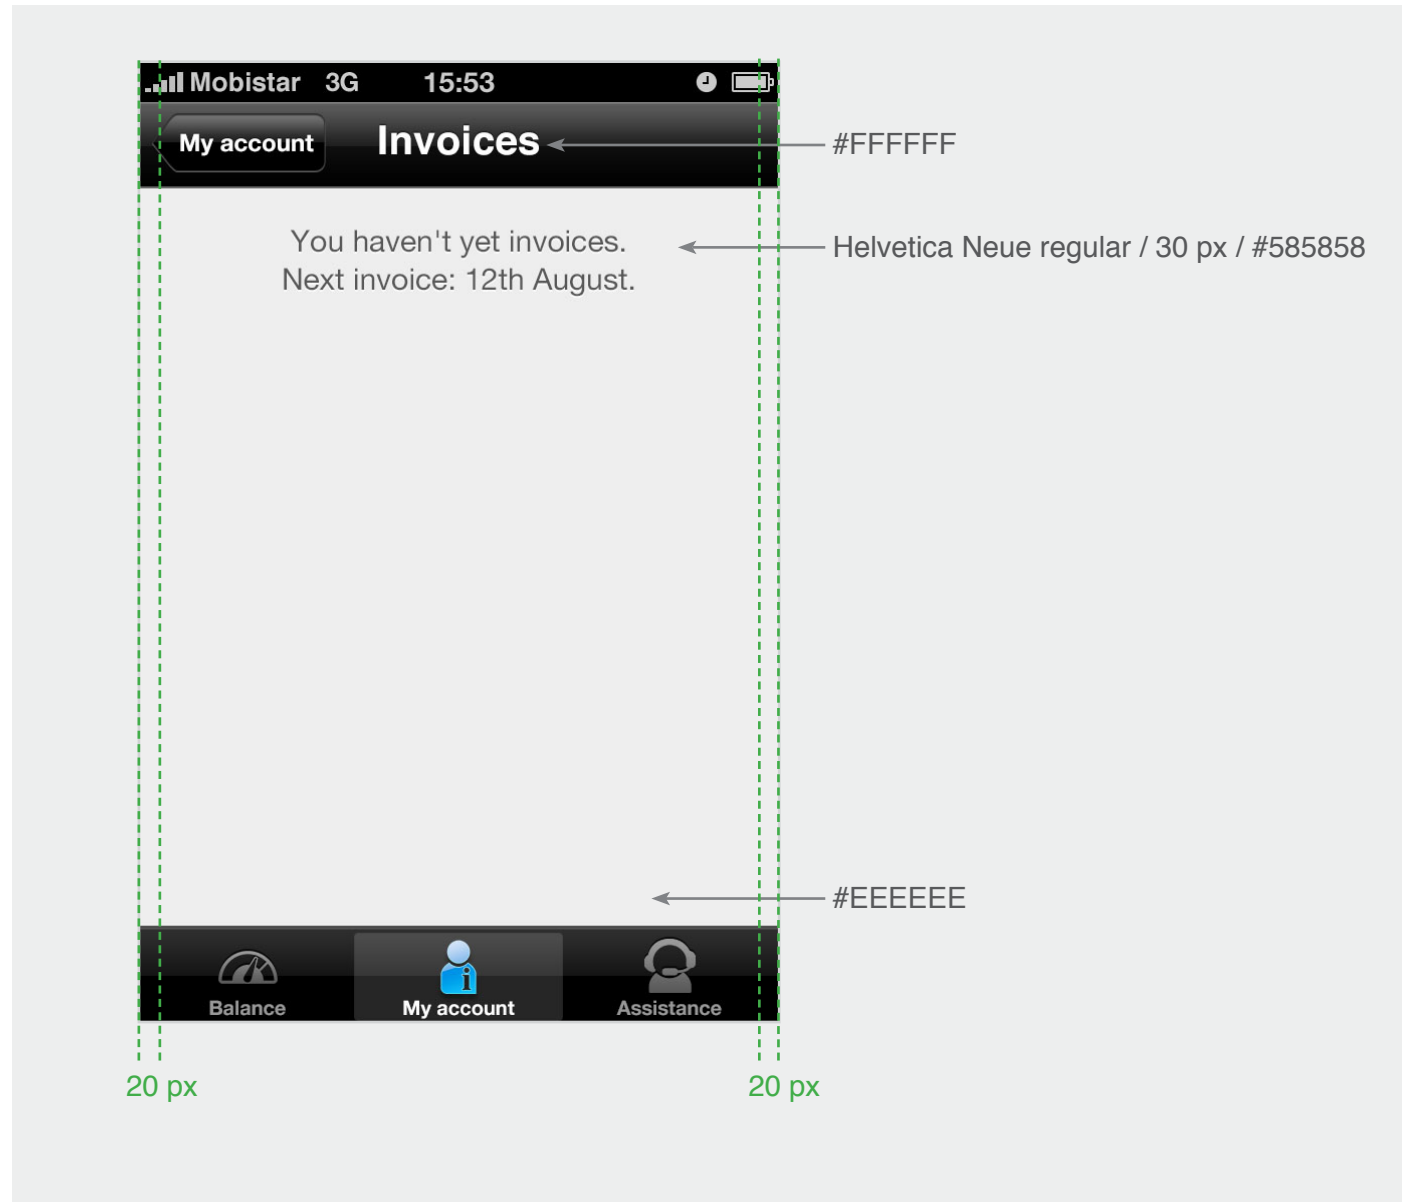 Mobistar 3G 15:53
My account Invoices
#FFFFFF
You haven't yet invoices.
Next invoice: 12th August.
Helvetica Neue regular / 30 px / #585858
#EEEEEE
i
Balance My account Assistance
20 px 20 px